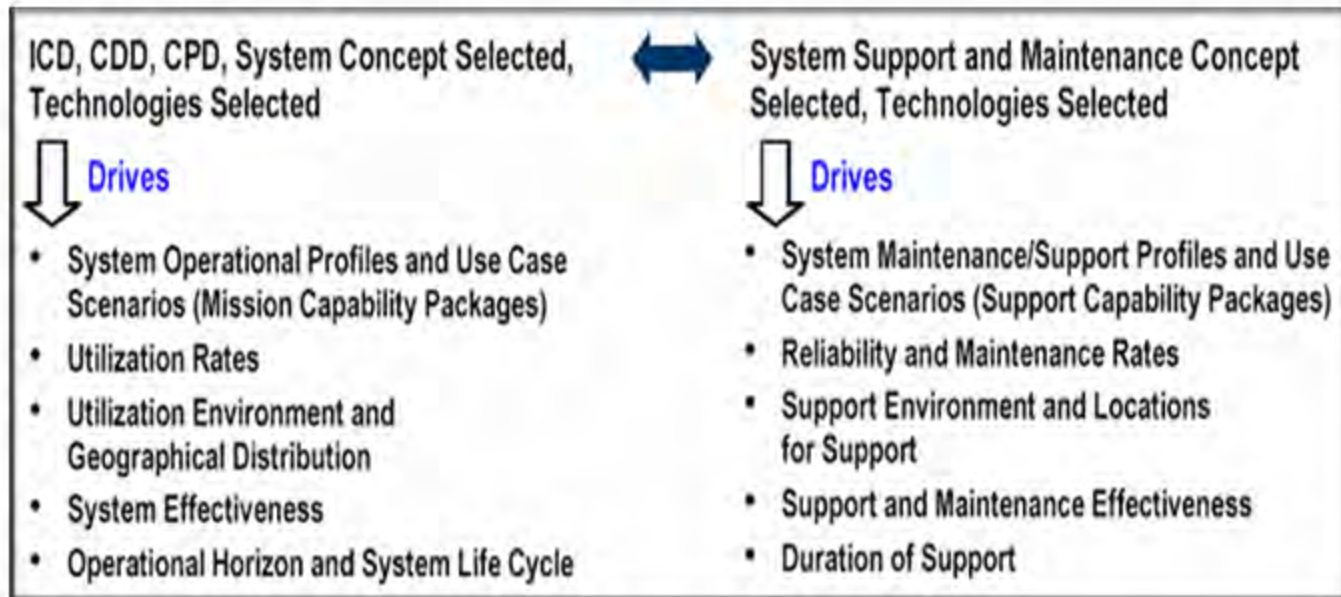 ICD, CDD, CPD, System Concept Selected,
Technologies Selected
Drives
• System Operational Profiles and Use Case
Scenarios (Mission Capability Packages)
• Utilization Rates
• Utilization Environment and
Geographical Distribution
• System Effectiveness
• Operational Horizon and System Life Cycle
System Support and Maintenance Concept
Selected, Technologies Selected
Drives
• System Maintenance/Support Profiles and Use
Case Scenarios (Support Capability Packages)
• Reliability and Maintenance Rates
• Support Environment and Locations
for Support
• Support and Maintenance Effectiveness
• Duration of Support